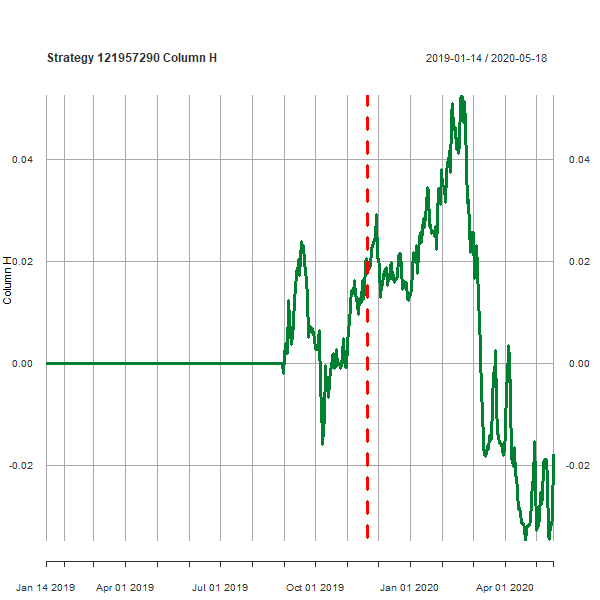 Strategy 121957290 Column H
2019-01-14 / 2020-05-18
0.04
0.04
0.02
0.02
Column H
0.00
0.00
-0.02
-0.02
Jan 14 2019
Apr 01 2019
Jul 01 2019
Oct 01 2019
Jan 01 2020
Apr 01 2020